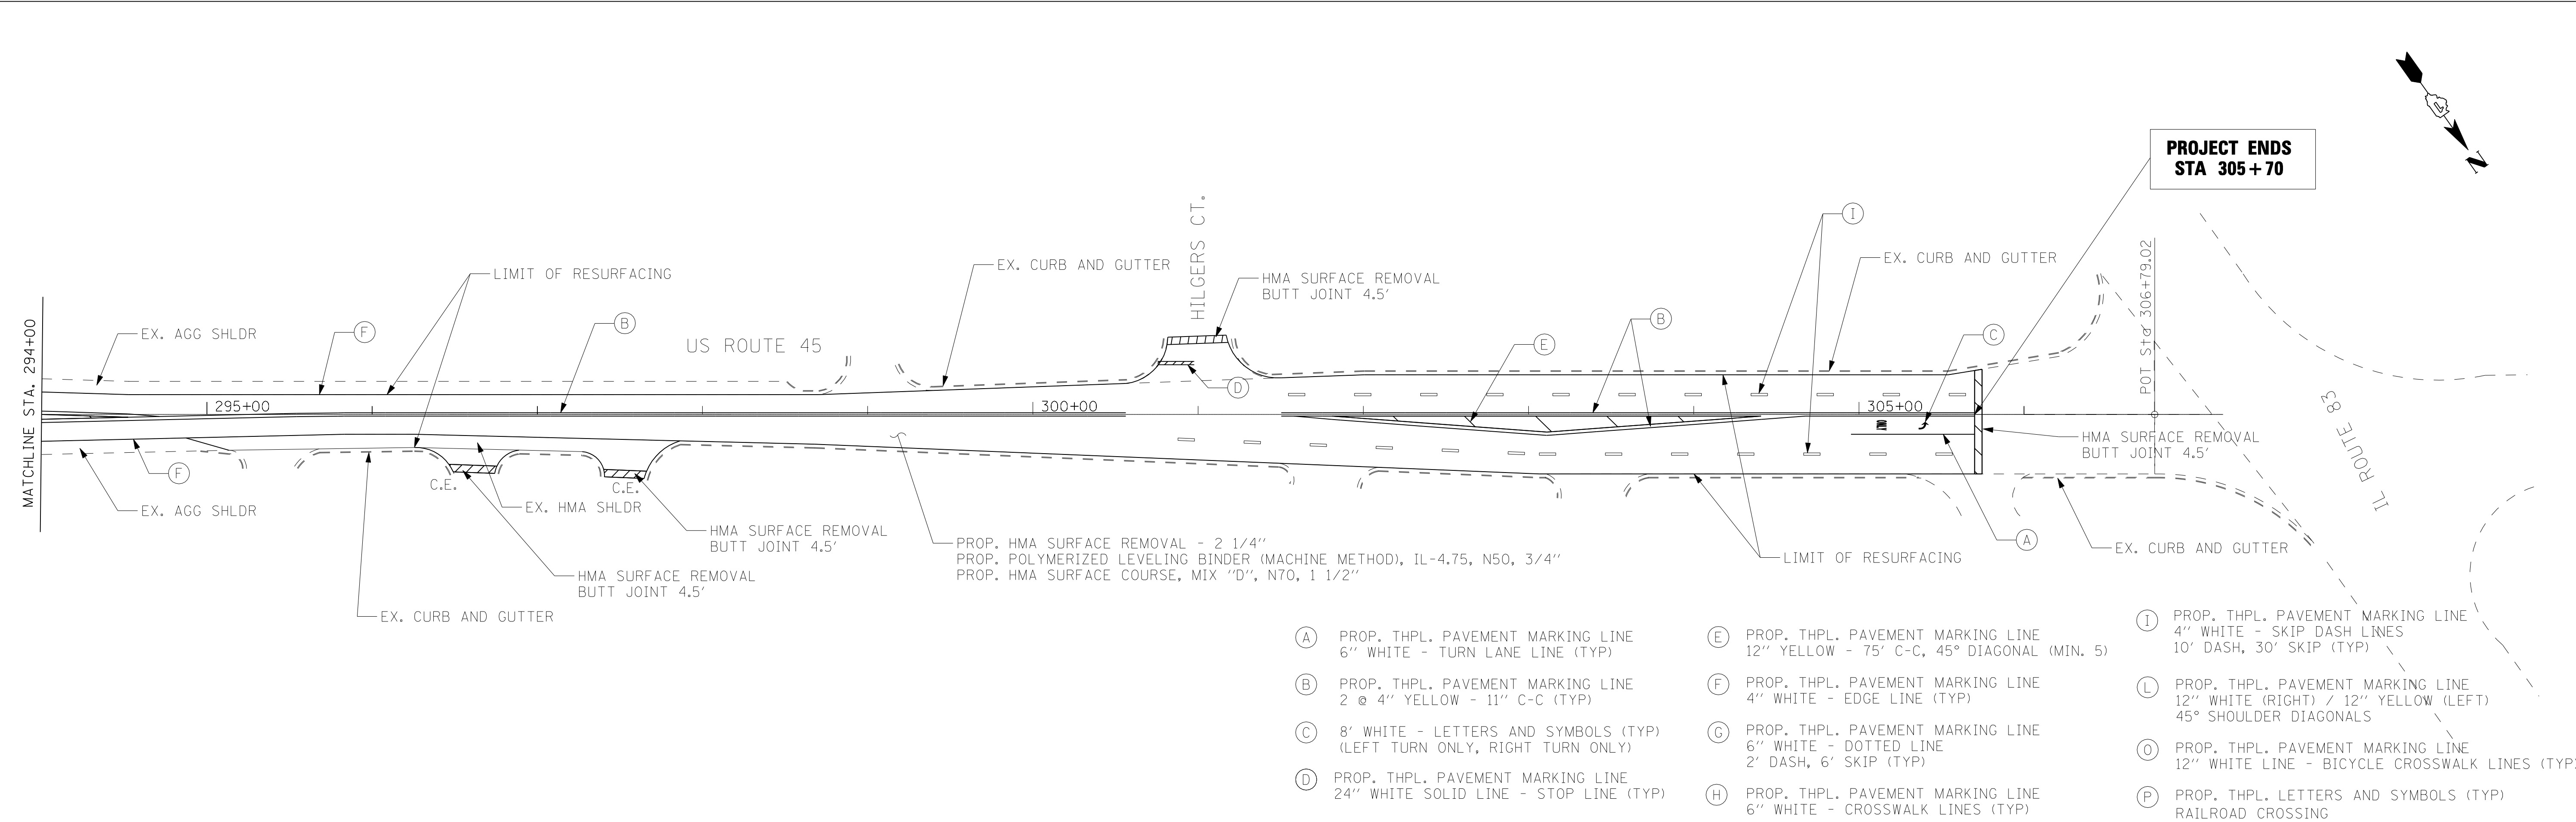 PROJECT ENDS
STA 305+70
MATCHLINE STA. 294+00
EX. AGG SHLDR
F
LIMIT OF RESURFACING
B
US ROUTE 45
EX. CURB AND GUTTER
HILGERS CT.
HMA SURFACE REMOVAL
BUTT JOINT 4.5'
D
E
B
I
EX. CURB AND GUTTER
C
POT Sta 306+79.02
N
IL ROUTE 83
295+00
300+00
305+00
ONLY
HMA SURFACE REMOVAL
BUTT JOINT 4.5'
F
EX. AGG SHLDR
C.E.
C.E.
EX. HMA SHLDR
HMA SURFACE REMOVAL
BUTT JOINT 4.5'
HMA SURFACE REMOVAL
BUTT JOINT 4.5'
EX. CURB AND GUTTER
PROP. HMA SURFACE REMOVAL - 2 1/4"
PROP. POLYMERIZED LEVELING BINDER (MACHINE METHOD), IL-4.75, N50, 3/4"
PROP. HMA SURFACE COURSE, MIX "D", N70, 1 1/2"
LIMIT OF RESURFACING
A
EX. CURB AND GUTTER
A PROP. THPL. PAVEMENT MARKING LINE
6" WHITE - TURN LANE LINE (TYP)
B PROP. THPL. PAVEMENT MARKING LINE
2 @ 4" YELLOW - 11" C-C (TYP)
C 8' WHITE - LETTERS AND SYMBOLS (TYP)
(LEFT TURN ONLY, RIGHT TURN ONLY)
D PROP. THPL. PAVEMENT MARKING LINE
24" WHITE SOLID LINE - STOP LINE (TYP)
E PROP. THPL. PAVEMENT MARKING LINE
12" YELLOW - 75' C-C, 45° DIAGONAL (MIN. 5)
F PROP. THPL. PAVEMENT MARKING LINE
4" WHITE - EDGE LINE (TYP)
G PROP. THPL. PAVEMENT MARKING LINE
6" WHITE - DOTTED LINE
2' DASH, 6' SKIP (TYP)
H PROP. THPL. PAVEMENT MARKING LINE
6" WHITE - CROSSWALK LINES (TYP)
I PROP. THPL. PAVEMENT MARKING LINE
4" WHITE - SKIP DASH LINES
10' DASH, 30' SKIP (TYP)
L PROP. THPL. PAVEMENT MARKING LINE
12" WHITE (RIGHT) / 12" YELLOW (LEFT)
45° SHOULDER DIAGONALS
O PROP. THPL. PAVEMENT MARKING LINE
12" WHITE LINE - BICYCLE CROSSWALK LINES (TYP)
P PROP. THPL. LETTERS AND SYMBOLS (TYP)
RAILROAD CROSSING